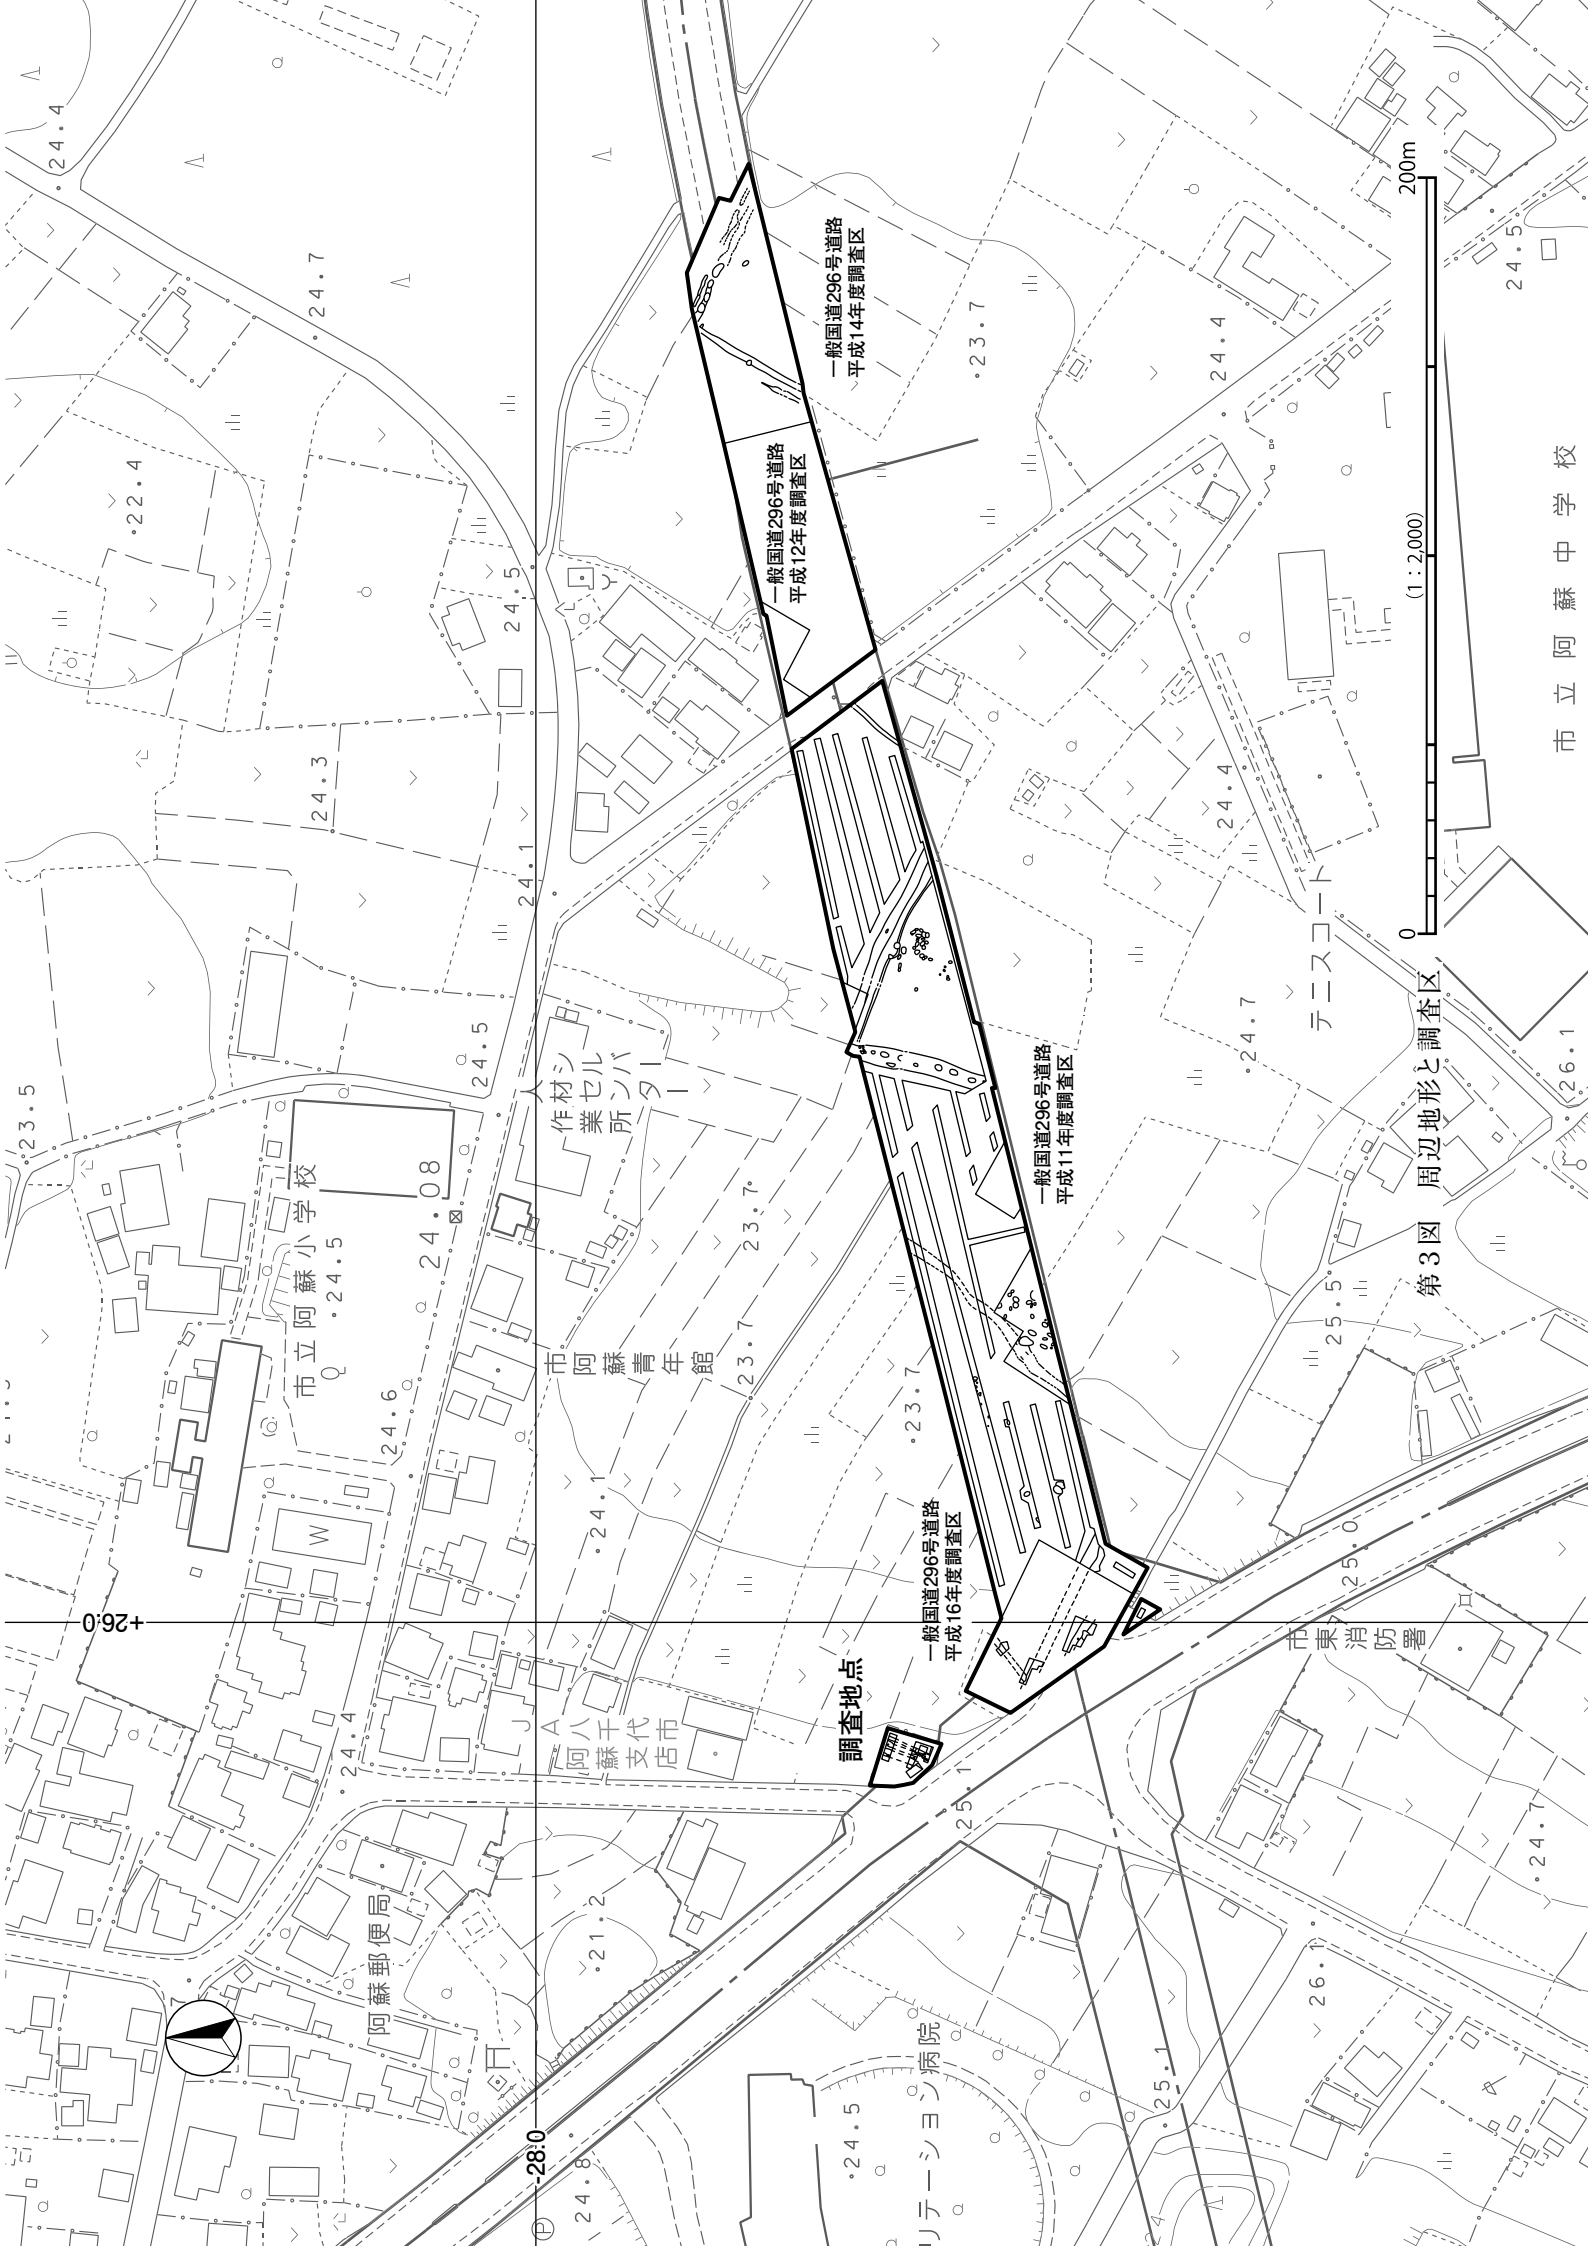 一般国道296号道路
平成14年度調査区
一般国道296号道路
平成12年度調査区
一般国道296号道路
平成11年度調査区
一般国道296号道路
平成16年度調査区
調査地点
市立阿蘇小学校
市立阿蘇中学校
テニスコート
作業所
人材シルバー
センター
市阿蘇青年館
JA八千代市
阿蘇支店
阿蘇郵便局
市東消防署
リテーション病院
W
P
+26.0
-28.0
24.4
24.7
22.4
24.5
24.3
24.1
23.5
24.5
24.08
24.5
24.6
24.4
24.1
23.7
23.7
23.7
23.7
24.4
24.5
24.4
24.7
26.1
25.5
25.0
25.1
24.7
26.1
25.1
24.5
24.8
21.2
0
(1：2,000)
200m
第3図　周辺地形と調査区